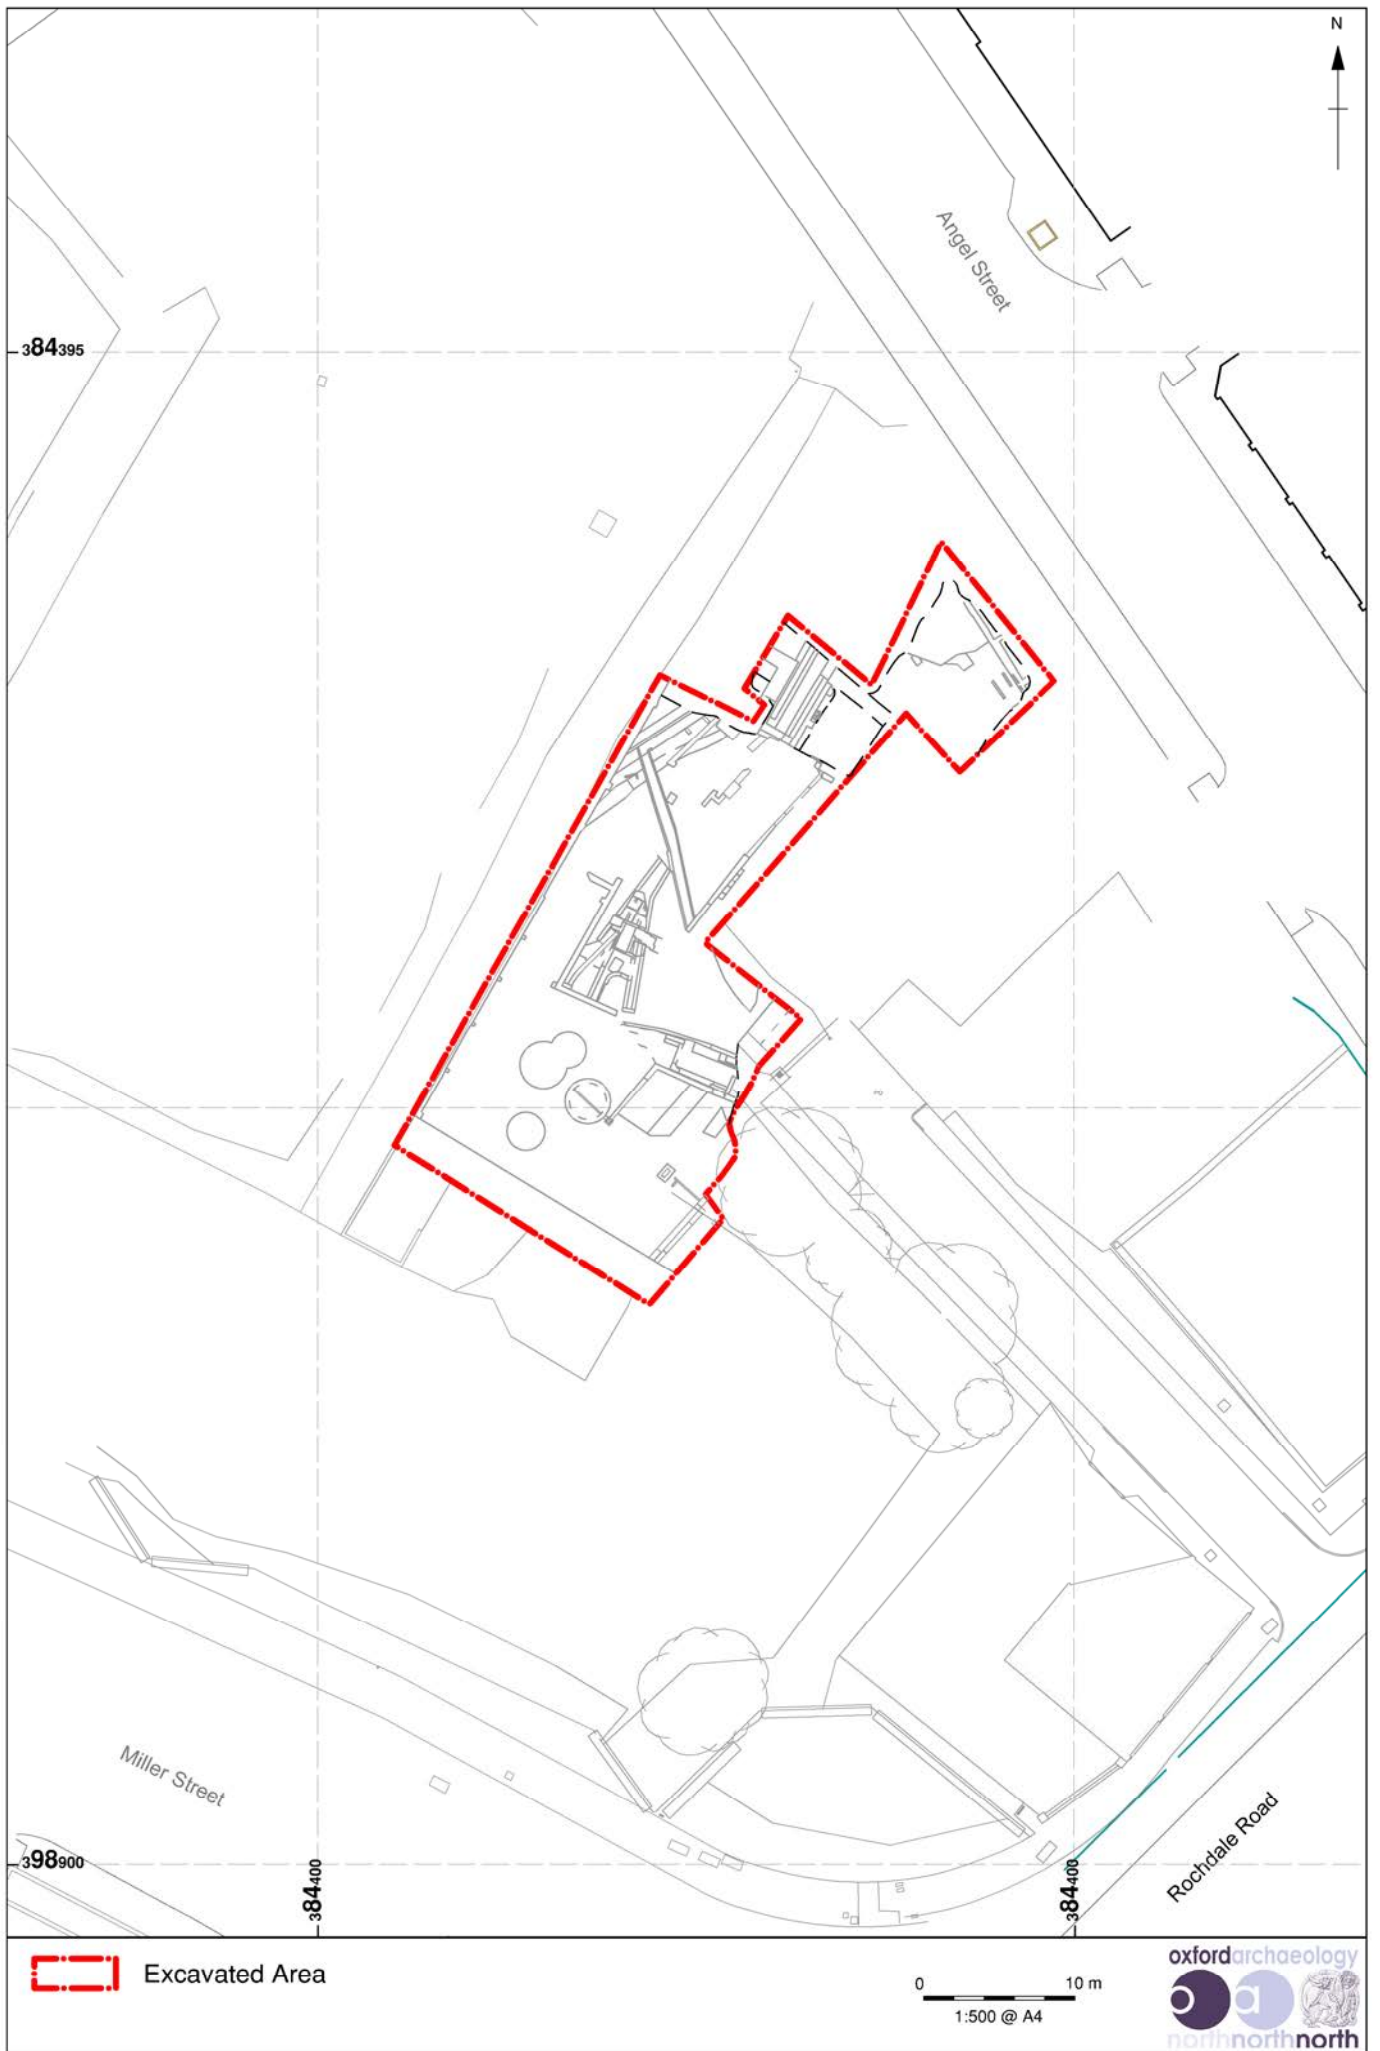 N
Angel Street
384395
Miller Street
398900
384400
384400
Rochdale Road
Excavated Area
0 10 m
1:500 @ A4
oxfordarchaeology
o a
northnorthnorth